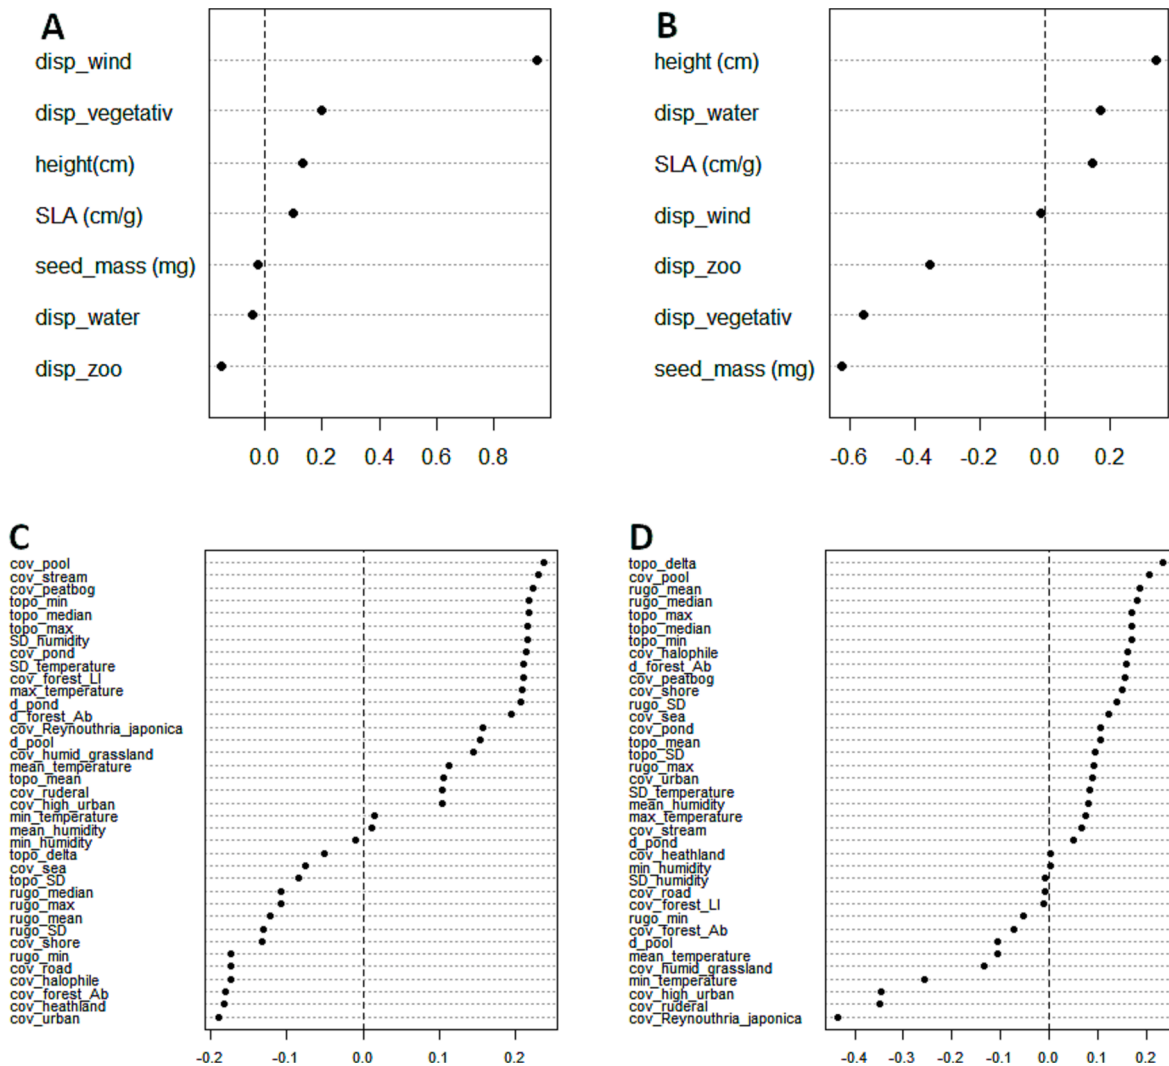 A
disp_wind
disp_vegetativ
height(cm)
SLA (cm/g)
seed_mass (mg)
disp_water
disp_zoo
0.0 0.2 0.4 0.6 0.8
B
height (cm)
disp_water
SLA (cm/g)
disp_wind
disp_zoo
disp_vegetativ
seed_mass (mg)
-0.6 -0.4 -0.2 0.0 0.2
C
cov_pool
cov_stream
cov_peatbog
topo_min
topo_median
topo_max
SD_humidity
cov_pond
SD_temperature
cov_forest_LI
max_temperature
d_pond
d_forest_Ab
cov_Reynouthria_japonica
d_pool
cov_humid_grassland
mean_temperature
topo_mean
cov_ruderal
cov_high_urban
min_temperature
mean_humidity
min_humidity
topo_delta
cov_sea
topo_SD
rugo_median
rugo_max
rugo_mean
rugo_SD
cov_shore
rugo_min
cov_road
cov_halophile
cov_forest_Ab
cov_heathland
cov_urban
-0.2 -0.1 0.0 0.1 0.2
D
topo_delta
cov_pool
rugo_mean
rugo_median
topo_max
topo_median
topo_min
cov_halophile
d_forest_Ab
cov_peatbog
cov_shore
rugo_SD
cov_sea
cov_pond
topo_mean
topo_SD
rugo_max
cov_urban
SD_temperature
mean_humidity
max_temperature
cov_stream
d_pond
cov_heathland
min_humidity
SD_humidity
cov_road
cov_forest_LI
rugo_min
cov_forest_Ab
d_pool
mean_temperature
cov_humid_grassland
min_temperature
cov_high_urban
cov_ruderal
cov_Reynouthria_japonica
-0.4 -0.3 -0.2 -0.1 0.0 0.1 0.2